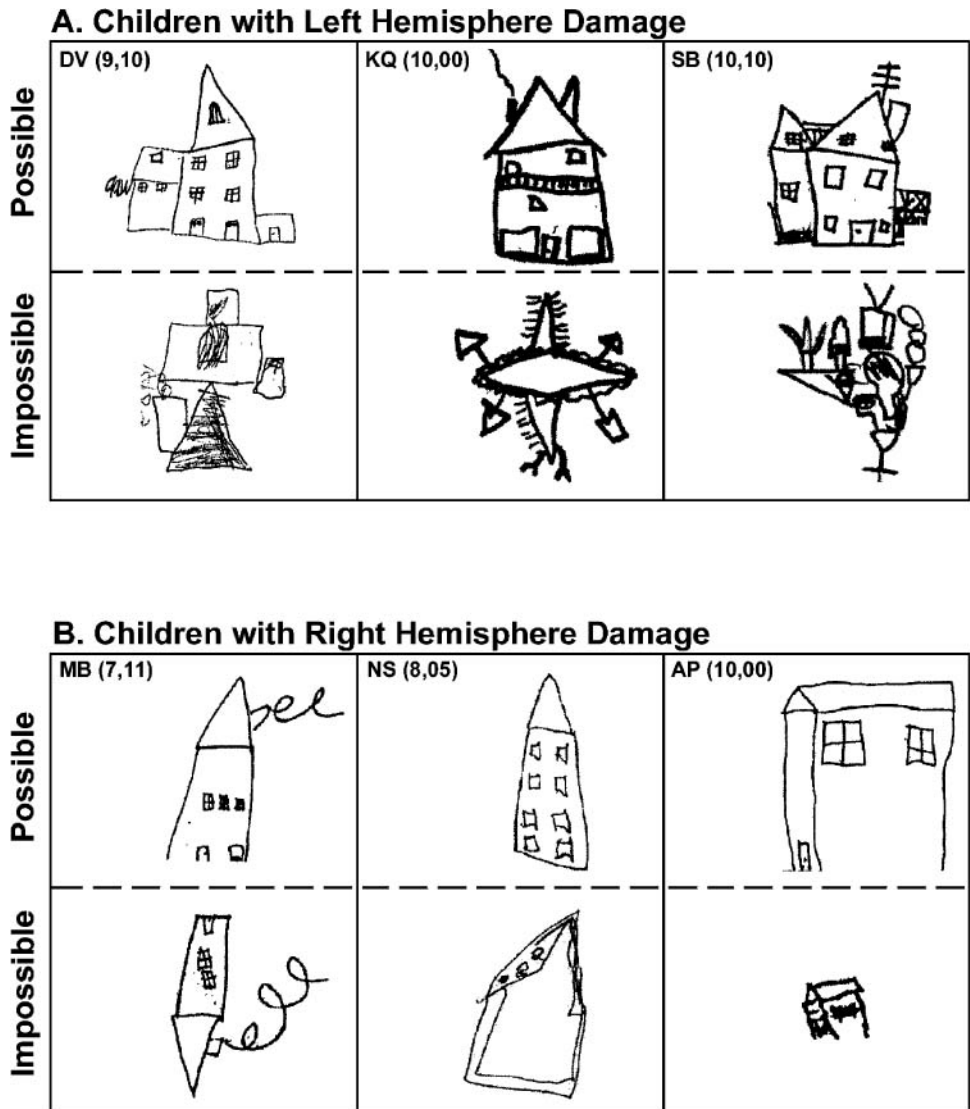 A. Children with Left Hemisphere Damage
Possible
DV (9,10)
KQ (10,00)
SB (10,10)
Impossible
B. Children with Right Hemisphere Damage
Possible
MB (7,11)
NS (8,05)
AP (10,00)
Impossible